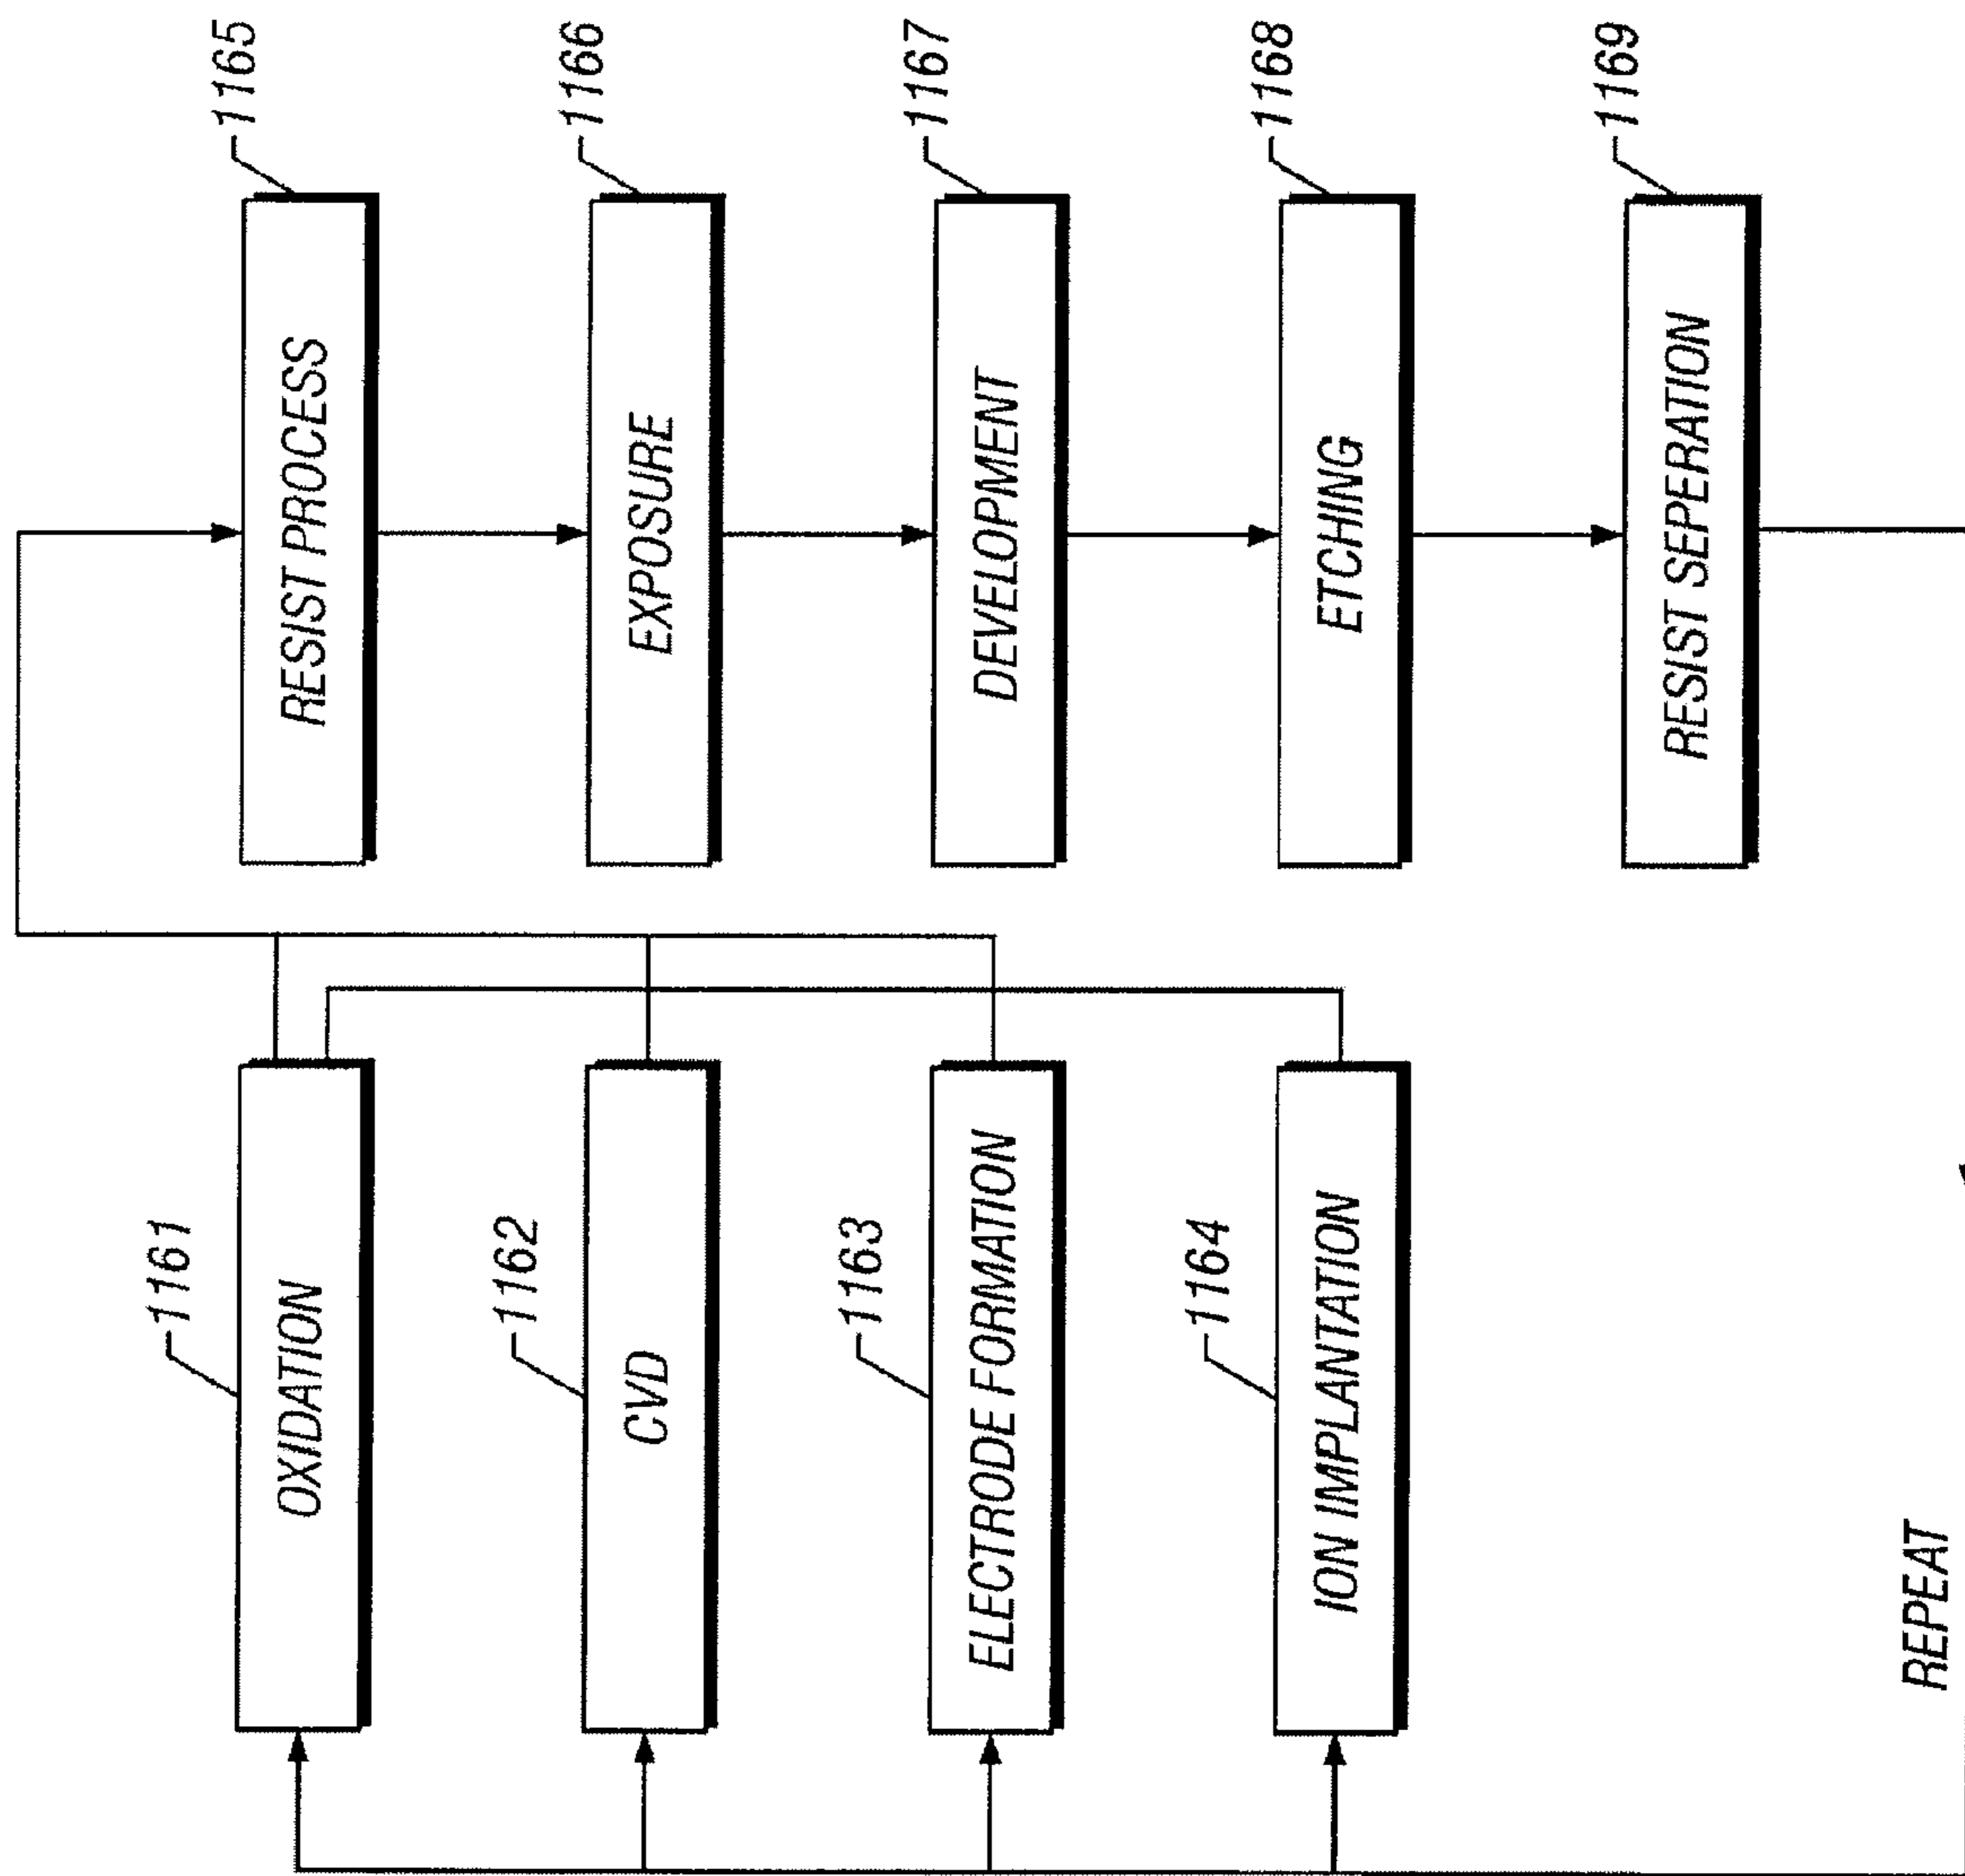 1161
OXIDATION
1162
CVD
1163
ELECTRODE FORMATION
1164
ION IMPLANTATION
REPEAT
1165
RESIST PROCESS
1166
EXPOSURE
1167
DEVELOPMENT
1168
ETCHING
1169
RESIST SEPERATION